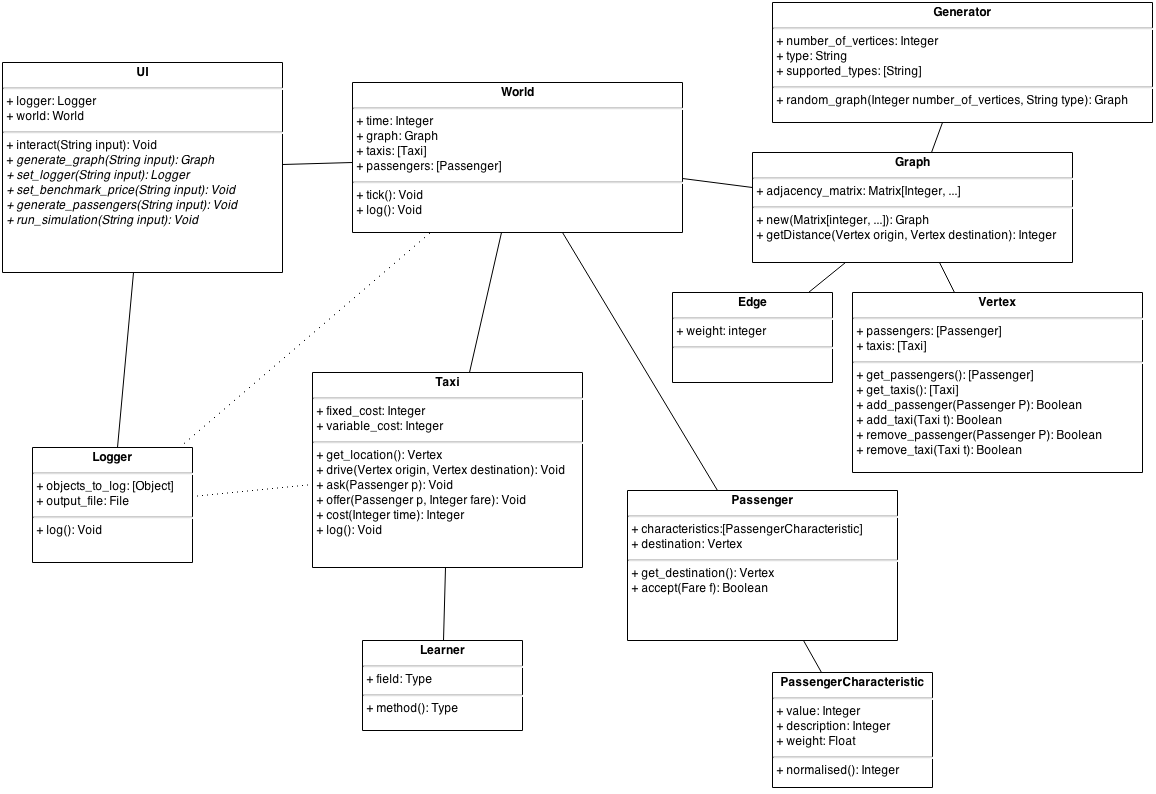 Generator
+ number_of_vertices: Integer
+ type: String
+ supported_types: [String]
+ random_graph(Integer number_of_vertices, String type): Graph
UI
+ logger: Logger
+ world: World
+ interact(String input): Void
+ generate_graph(String input): Graph
+ set_logger(String input): Logger
+ set_benchmark_price(String input): Void
+ generate_passengers(String input): Void
+ run_simulation(String input): Void
World
+ time: Integer
+ graph: Graph
+ taxis: [Taxi]
+ passengers: [Passenger]
+ tick(): Void
+ log(): Void
Graph
+ adjacency_matrix: Matrix[Integer, ...]
+ new(Matrix[integer, ...]): Graph
+ getDistance(Vertex origin, Vertex destination): Integer
Edge
+ weight: integer
Vertex
+ passengers: [Passenger]
+ taxis: [Taxi]
+ get_passengers(): [Passenger]
+ get_taxis(): [Taxi]
+ add_passenger(Passenger P): Boolean
+ add_taxi(Taxi t): Boolean
+ remove_passenger(Passenger P): Boolean
+ remove_taxi(Taxi t): Boolean
Taxi
+ fixed_cost: Integer
+ variable_cost: Integer
+ get_location(): Vertex
+ drive(Vertex origin, Vertex destination): Void
+ ask(Passenger p): Void
+ offer(Passenger p, Integer fare): Void
+ cost(Integer time): Integer
+ log(): Void
Logger
+ objects_to_log: [Object]
+ output_file: File
+ log(): Void
Passenger
+ characteristics:[PassengerCharacteristic]
+ destination: Vertex
+ get_destination(): Vertex
+ accept(Fare f): Boolean
Learner
+ field: Type
+ method(): Type
PassengerCharacteristic
+ value: Integer
+ description: Integer
+ weight: Float
+ normalised(): Integer